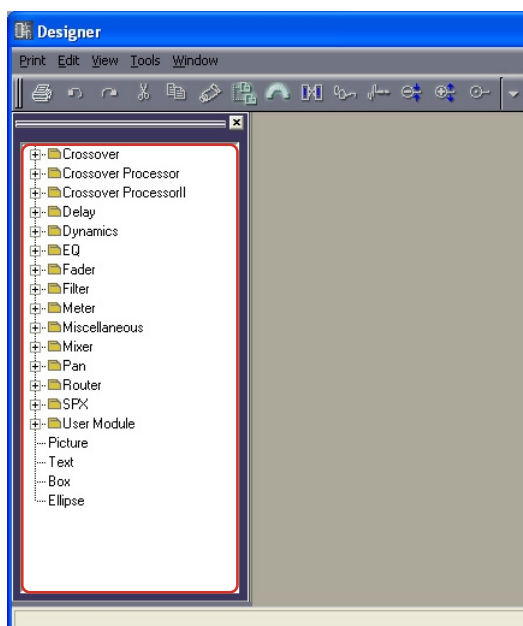 Designer
Print Edit View Tools Window
Crossover
Crossover Processor
Crossover ProcessorII
Delay
Dynamics
EQ
Fader
Filter
Meter
Miscellaneous
Mixer
Pan
Router
SPX
User Module
Picture
Text
Box
Ellipse